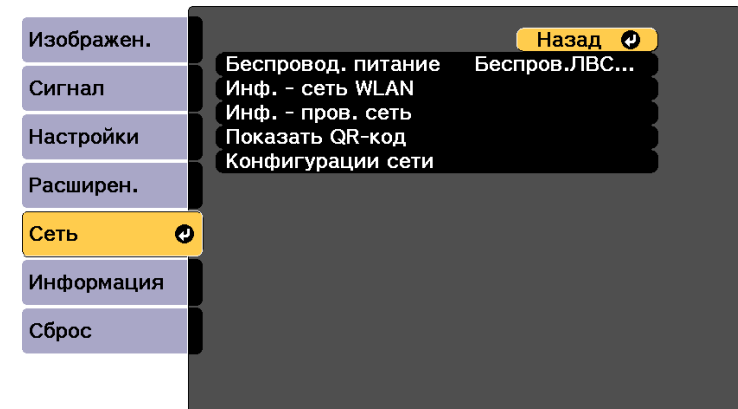 Изображен.
Сигнал
Настройки
Расширен.
Сеть
Информация
Сброс
Назад
Беспровод. питание Беспров.ЛВС...
Инф. - сеть WLAN
Инф. - пров. сеть
Показать QR-код
Конфигурации сети